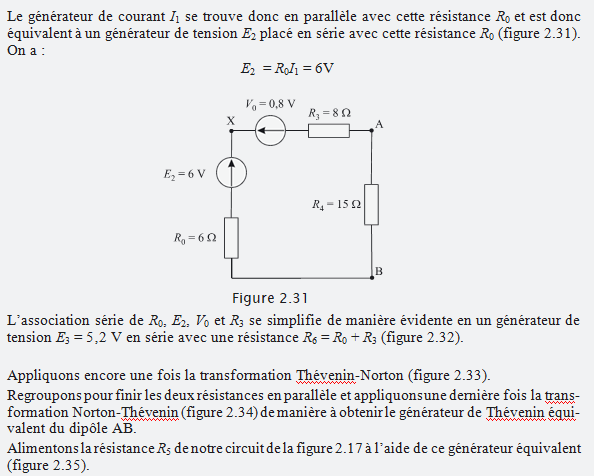 Le générateur de courant I₁ se trouve donc en parallèle avec cette résistance R₀ et est donc
équivalent à un générateur de tension E₂ placé en série avec cette résistance R₀ (figure 2.31).
On a :
E₂ = R₀I₁ = 6V
V₀ = 0,8 V
R₃ = 8 Ω
X
A
E₂ = 6 V
R₄ = 15 Ω
R₀ = 6 Ω
B
Figure 2.31
L’association série de R₀, E₂, V₀ et R₃ se simplifie de manière évidente en un générateur de
tension E₃ = 5,2 V en série avec une résistance R₆ = R₀ + R₃ (figure 2.32).
Appliquons encore une fois la transformation Thévenin-Norton (figure 2.33).
Regroupons pour finir les deux résistances en parallèle et appliquons une dernière fois la trans-
formation Norton-Thévenin (figure 2.34) de manière à obtenir le générateur de Thévenin équi-
valent du dipôle AB.
Alimentons la résistance R₅ de notre circuit de la figure 2.17 à l’aide de ce générateur équivalent
(figure 2.35).